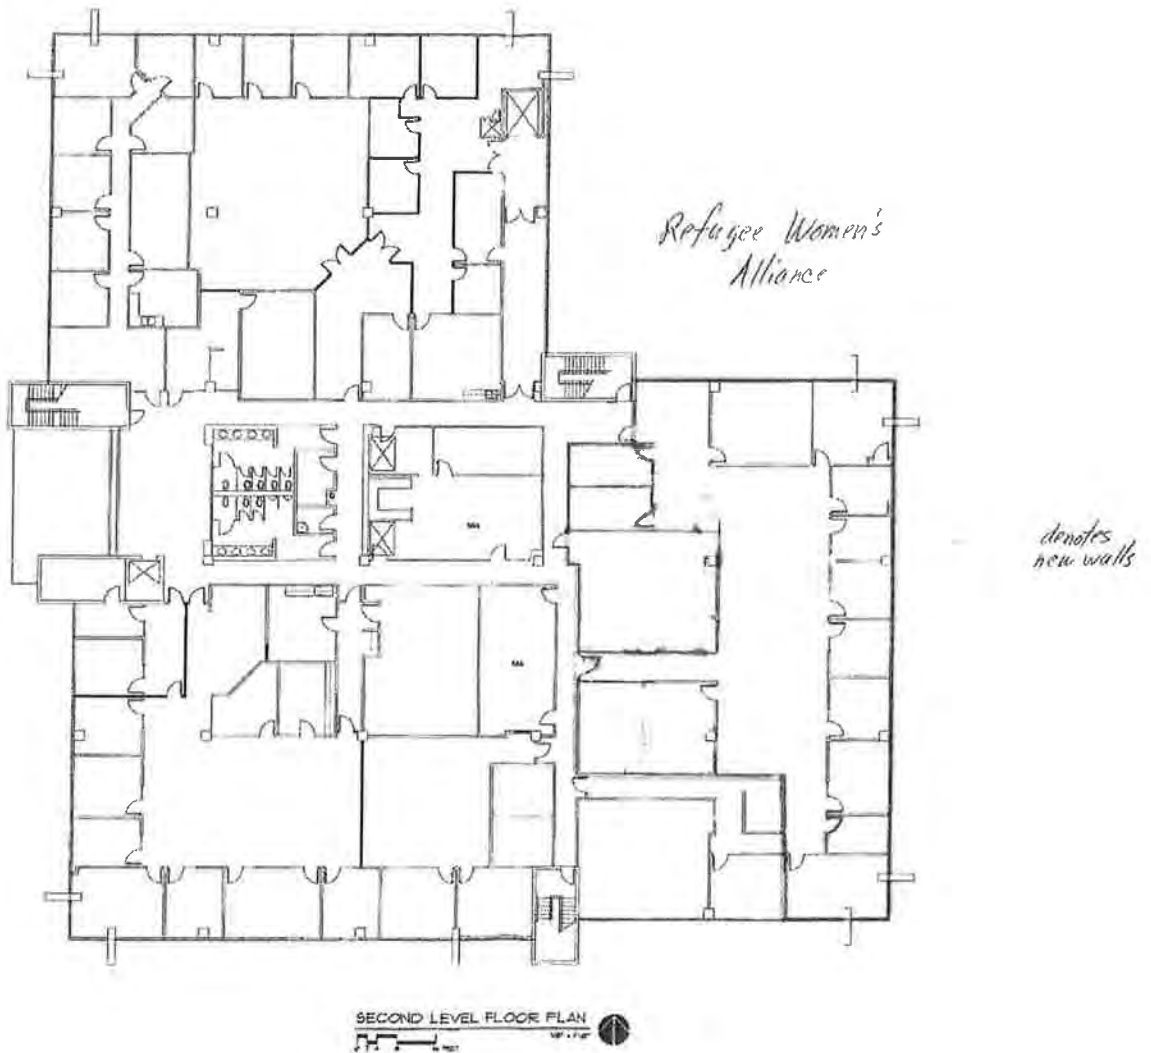 Refugee Women's
Alliance
denotes
new walls
SECOND LEVEL FLOOR PLAN